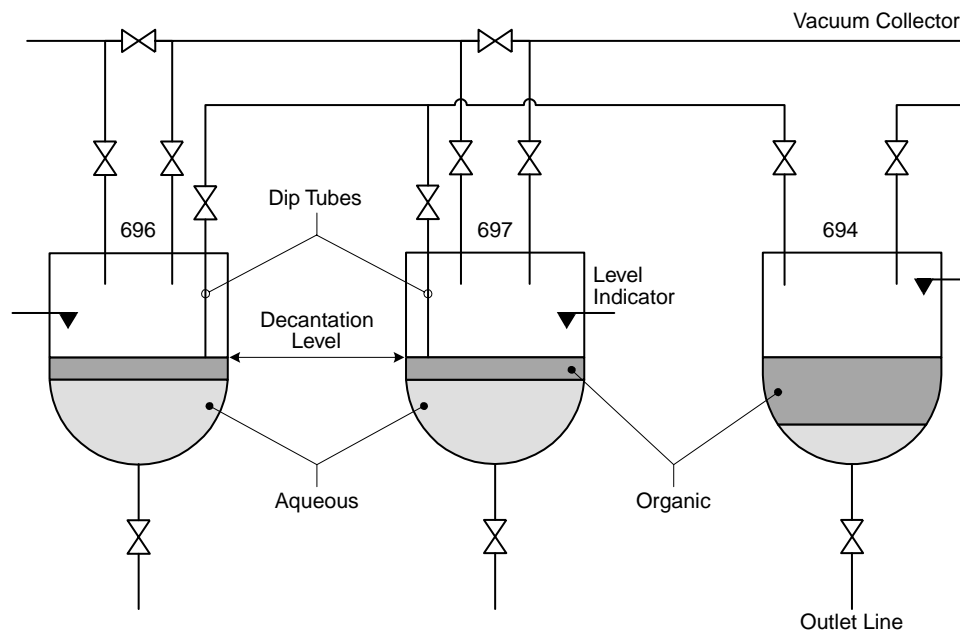 Vacuum Collector
Dip Tubes
696
697
694
Level
Indicator
Decantation
Level
Aqueous
Organic
Outlet Line